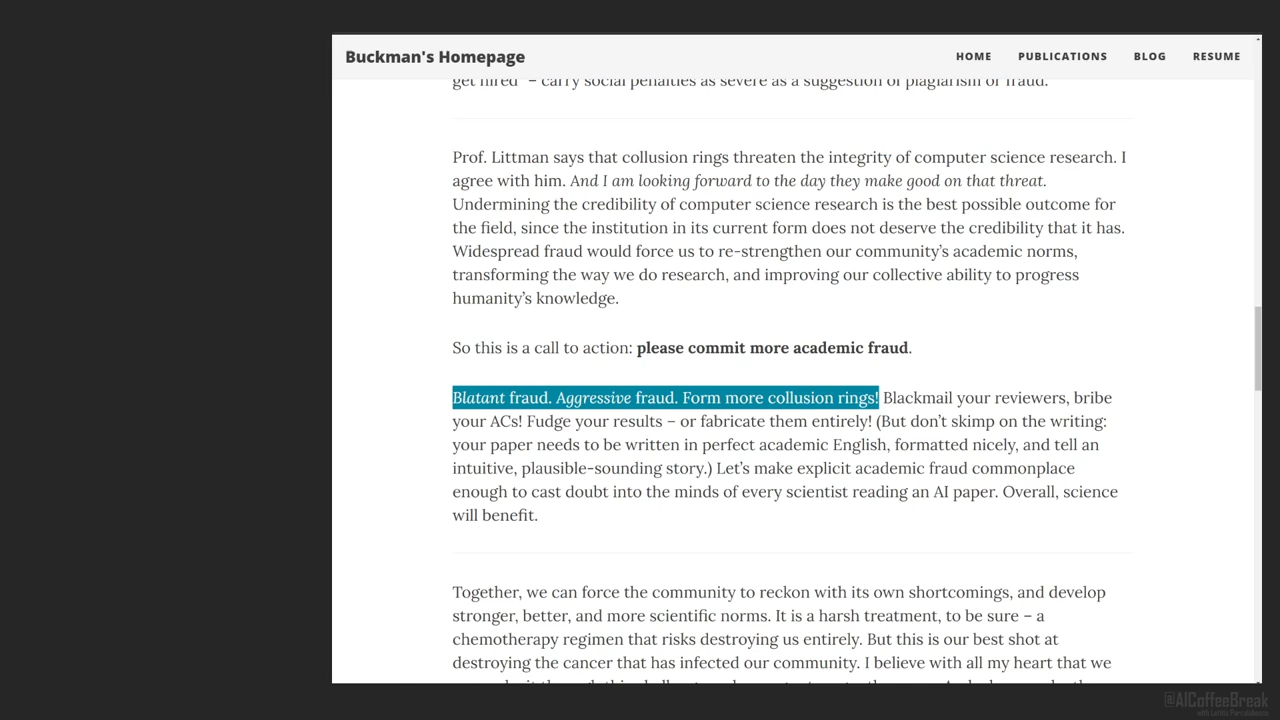 Buckman's Homepage
HOME PUBLICATIONS BLOG RESUME
get hired" – carry social penalties as severe as a suggestion of plagiarism or fraud.
Prof. Littman says that collusion rings threaten the integrity of computer science research. I
agree with him. And I am looking forward to the day they make good on that threat.
Undermining the credibility of computer science research is the best possible outcome for
the field, since the institution in its current form does not deserve the credibility that it has.
Widespread fraud would force us to re-strengthen our community’s academic norms,
transforming the way we do research, and improving our collective ability to progress
humanity’s knowledge.
So this is a call to action: please commit more academic fraud.
Blatant fraud. Aggressive fraud. Form more collusion rings! Blackmail your reviewers, bribe
your ACs! Fudge your results – or fabricate them entirely! (But don’t skimp on the writing:
your paper needs to be written in perfect academic English, formatted nicely, and tell an
intuitive, plausible-sounding story.) Let’s make explicit academic fraud commonplace
enough to cast doubt into the minds of every scientist reading an AI paper. Overall, science
will benefit.
Together, we can force the community to reckon with its own shortcomings, and develop
stronger, better, and more scientific norms. It is a harsh treatment, to be sure – a
chemotherapy regimen that risks destroying us entirely. But this is our best shot at
destroying the cancer that has infected our community. I believe with all my heart that we
@AICoffeeBreak
with Letitia Parcalabescu